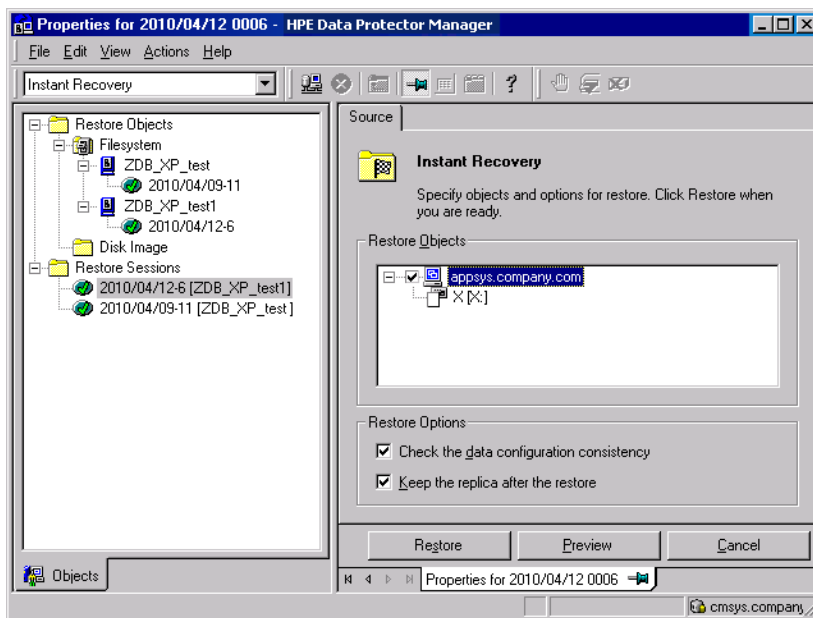 Properties for 2010/04/12 0006 - HPE Data Protector Manager
File Edit View Actions Help
Instant Recovery
Restore Objects
Filesystem
ZDB_XP_test
2010/04/09-11
ZDB_XP_test1
2010/04/12-6
Disk Image
Restore Sessions
2010/04/12-6 [ZDB_XP_test1]
2010/04/09-11 [ZDB_XP_test ]
Objects
Source
Instant Recovery
Specify objects and options for restore. Click Restore when
you are ready.
Restore Objects
appsys.company.com
X [X:]
Restore Options
Check the data configuration consistency
Keep the replica after the restore
Restore Preview Cancel
Properties for 2010/04/12 0006
cmsys.company